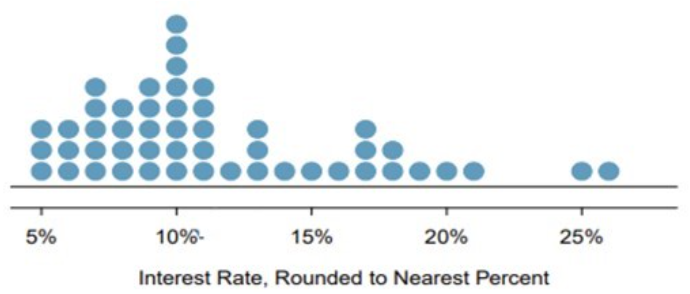 5% 10%- 15% 20% 25%
Interest Rate, Rounded to Nearest Percent